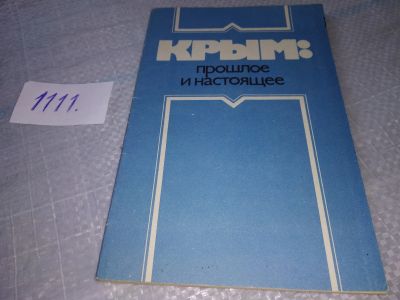 КРЫМ:
прошлое
и настоящее
1111.